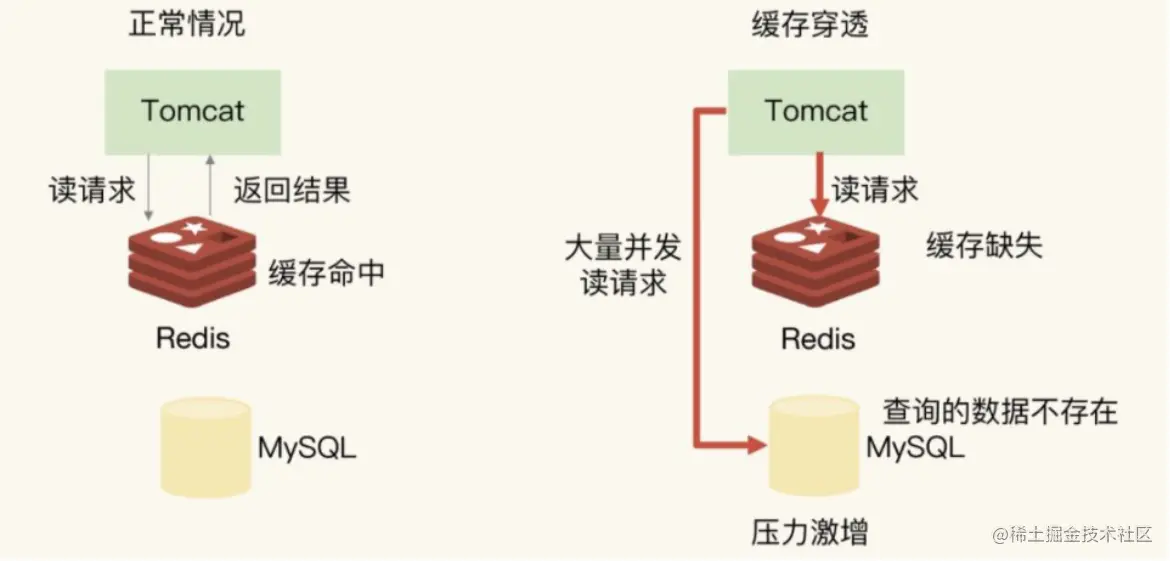 正常情况
Tomcat
读请求
返回结果
缓存命中
Redis
MySQL
缓存穿透
Tomcat
读请求
大量并发
读请求
缓存缺失
Redis
查询的数据不存在
MySQL
压力激增
@稀土掘金技术社区